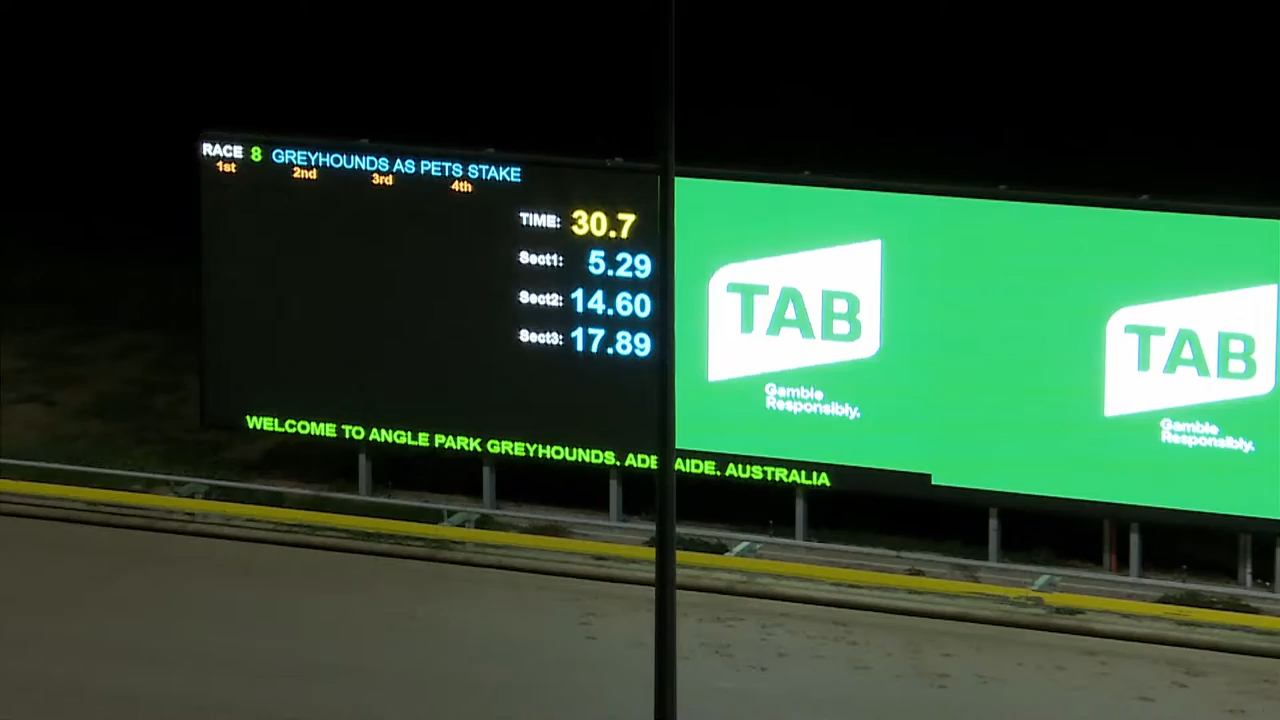 RACE 8 GREYHOUNDS AS PETS STAKE
1st 2nd 3rd 4th
TIME: 30.7
Sect1: 5.29
Sect2: 14.60
Sect3: 17.89
WELCOME TO ANGLE PARK GREYHOUNDS, ADELAIDE, AUSTRALIA
TAB
Gamble
Responsibly.
TAB
Gamble
Responsibly.